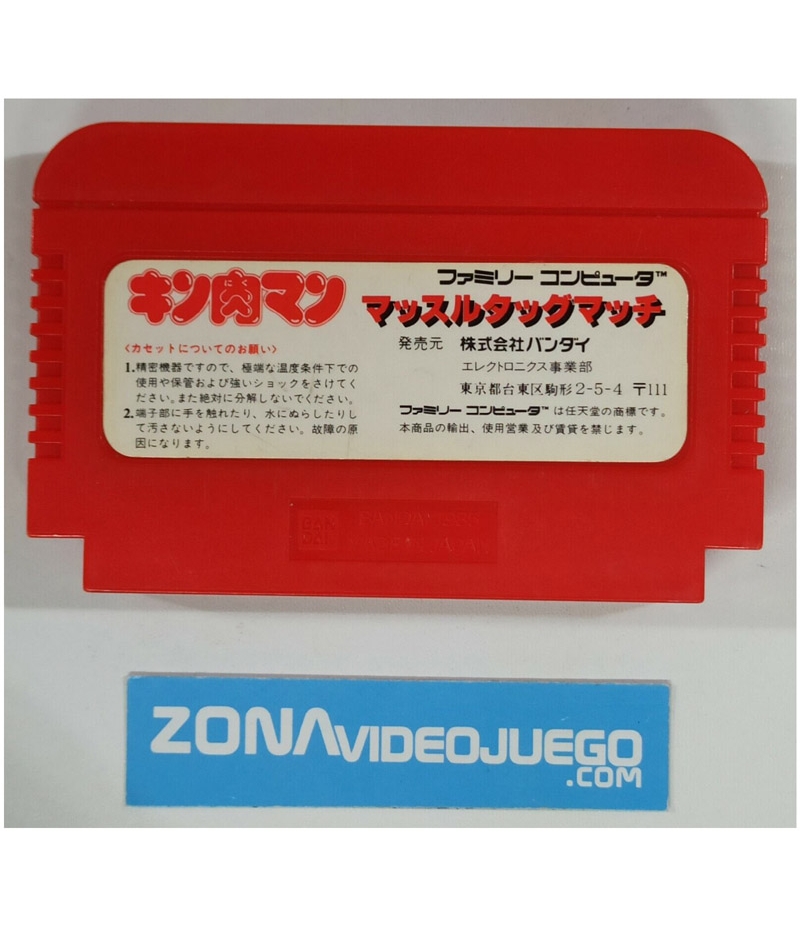 キン肉マン
ファミリー コンピュータ™
マッスルタッグマッチ
〈カセットについてのお願い〉
1.精密機器ですので、極端な温度条件下での
使用や保管および強いショックをさけてく
ださい。また絶対に分解しないでください。
2.端子部に手を触れたり、水にぬらしたりし
て汚さないようにしてください。故障の原
因になります。
発売元 株式会社バンダイ
エレクトロニクス事業部
東京都台東区駒形2-5-4 〒111
ファミリー コンピュータ™ は任天堂の商標です。
本商品の輸出、使用営業及び賃貸を禁じます。
ZONAVIDEOJUEGO
.COM